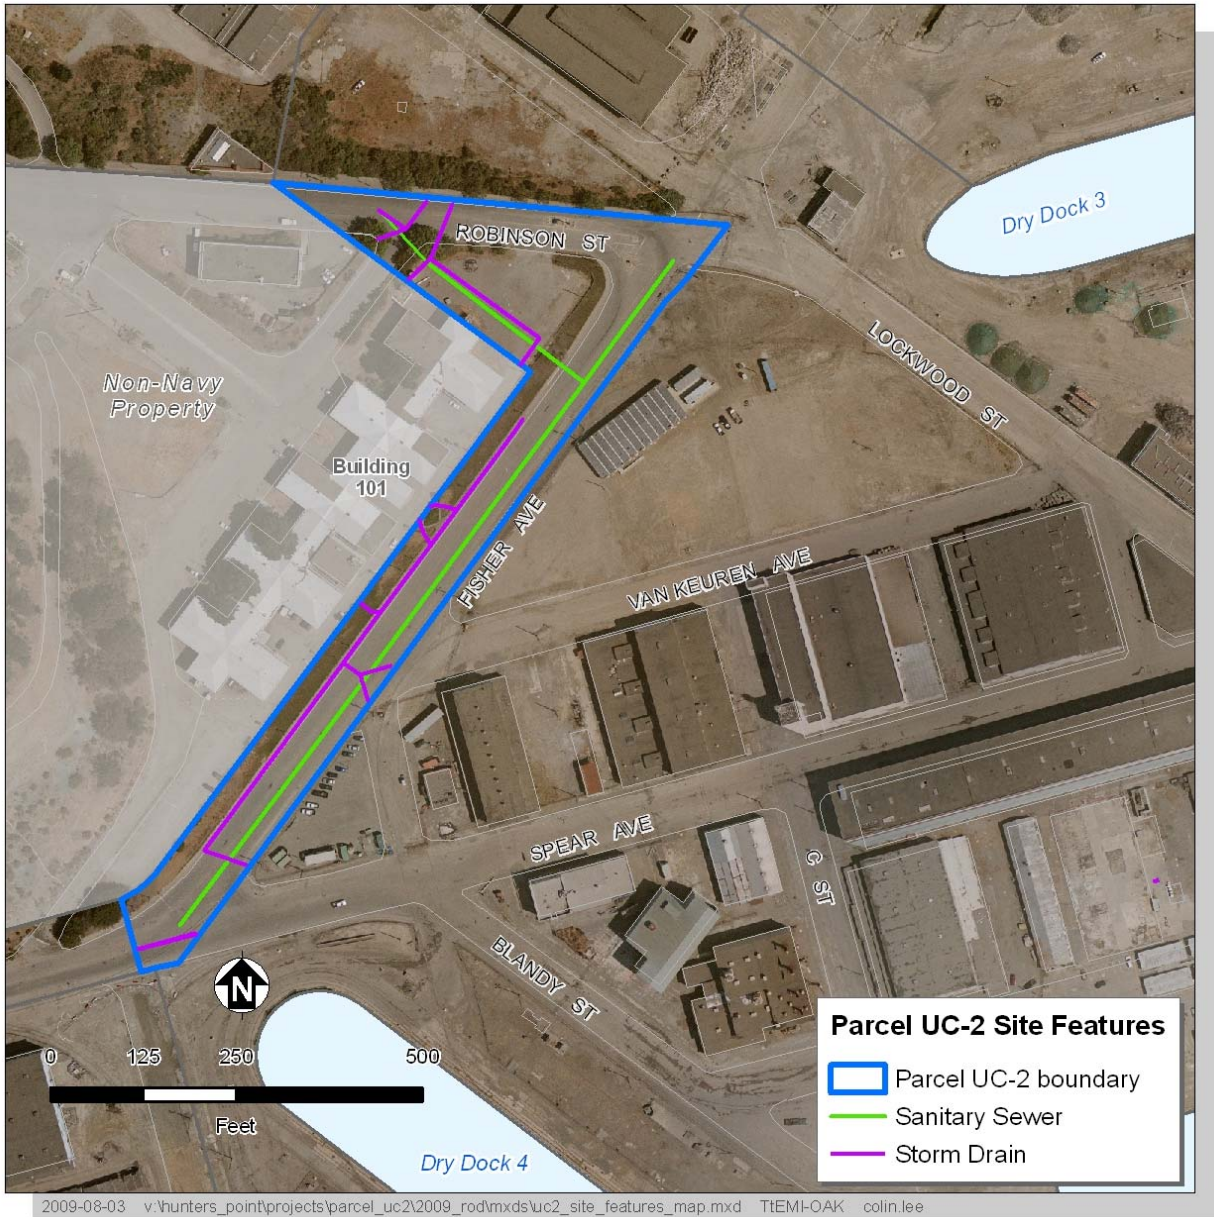 Dry Dock 3
ROBINSON ST
LOCKWOOD ST
Non-Navy
Property
Building
101
FISHER AVE
VAN KEUREN AVE
SPEAR AVE
C ST
BLANDY ST
N
0 125 250 500
Feet
Dry Dock 4
Parcel UC-2 Site Features
Parcel UC-2 boundary
Sanitary Sewer
Storm Drain
2009-08-03 v:\hunters_point\projects\parcel_uc2\2009_rod\mxds\uc2_site_features_map.mxd TtEMI-OAK colin.lee